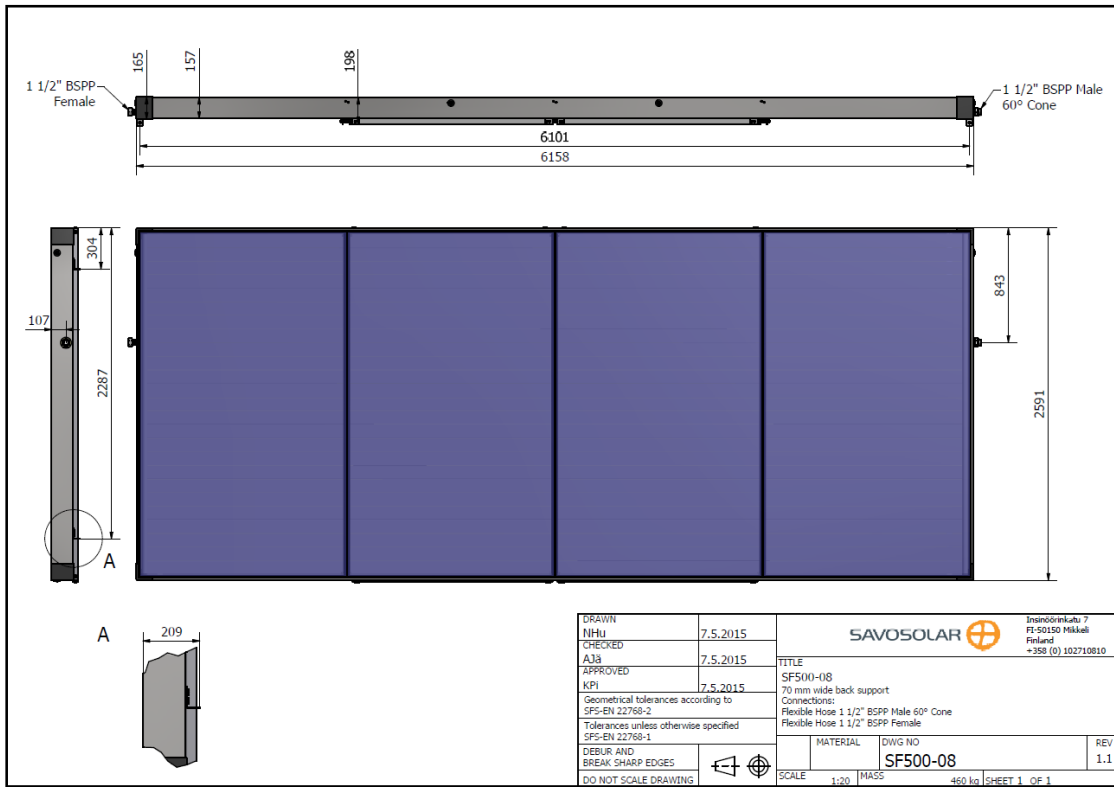 165
157
198
1 1/2" BSPP
Female
1 1/2" BSPP Male
60° Cone
6101
6158
304
107
2287
843
2591
A
A
209
DRAWN
NHu
7.5.2015
CHECKED
AJä
7.5.2015
APPROVED
KPi
7.5.2015
Geometrical tolerances according to
SFS-EN 22768-2
Tolerances unless otherwise specified
SFS-EN 22768-1
DEBUR AND
BREAK SHARP EDGES
DO NOT SCALE DRAWING
SAVOSOLAR
Insinöörinkatu 7
FI-50150 Mikkeli
Finland
+358 (0) 102710810
TITLE
SF500-08
70 mm wide back support
Connections:
Flexible Hose 1 1/2" BSPP Male 60° Cone
Flexible Hose 1 1/2" BSPP Female
MATERIAL
DWG NO
SF500-08
REV
1.1
SCALE 1:20
MASS 460 kg
SHEET 1 OF 1